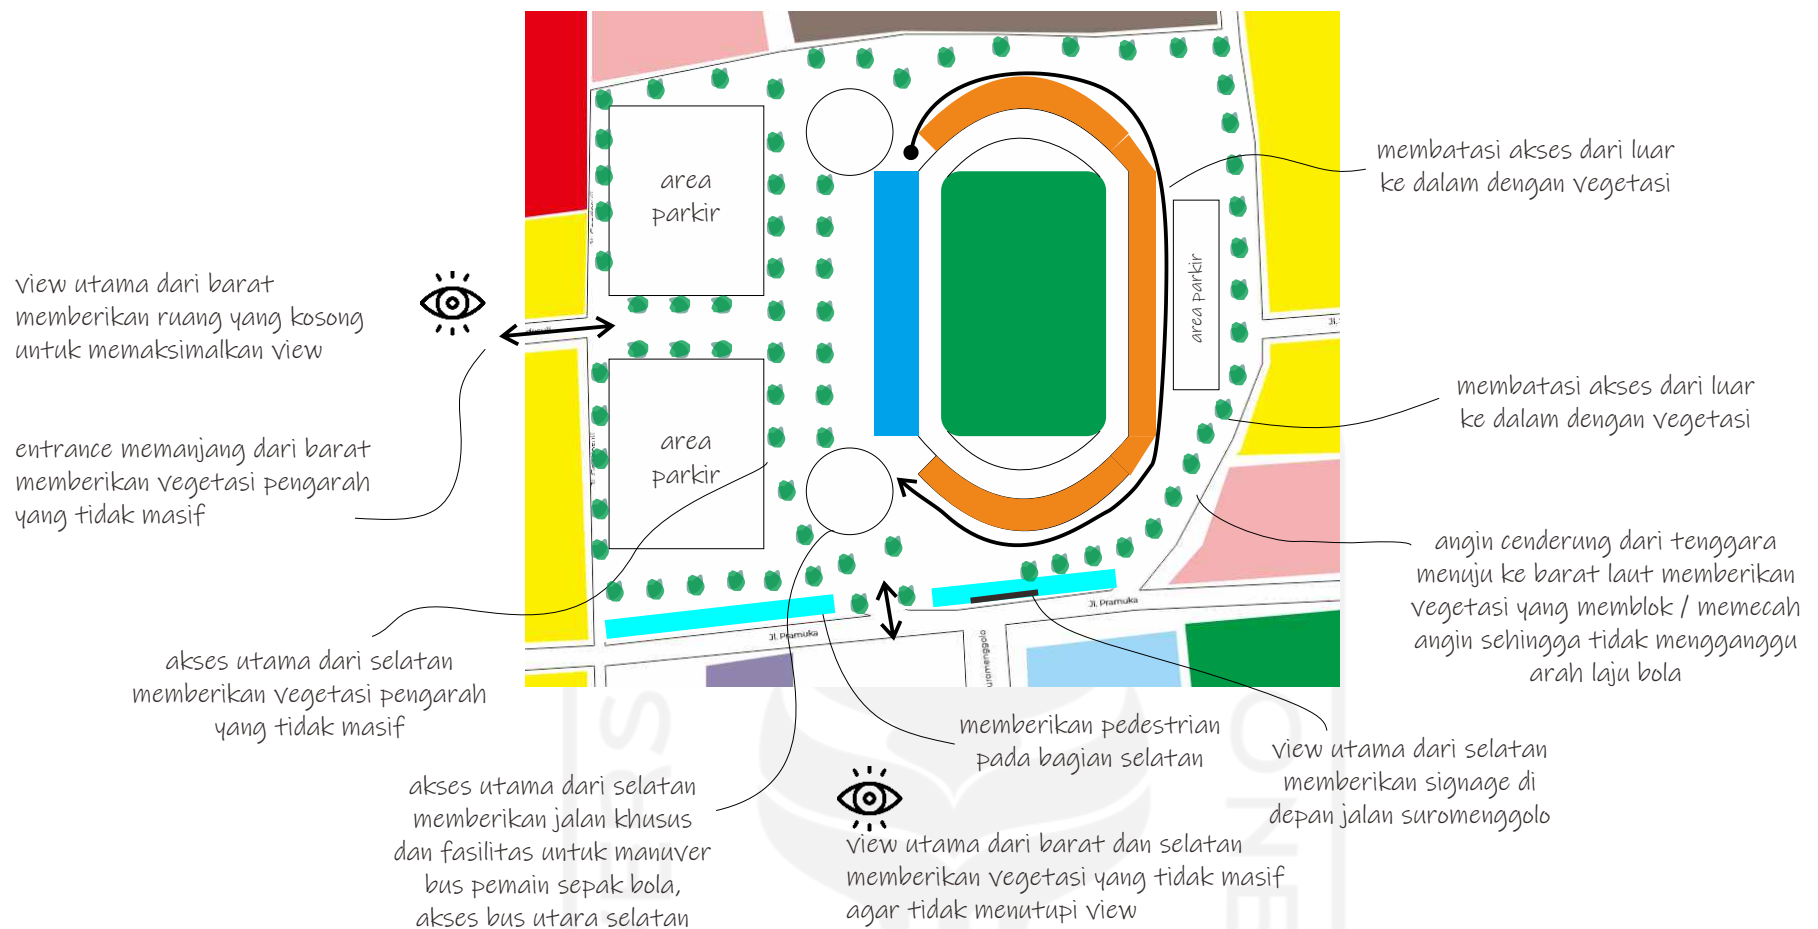 area
parkir
membatasi akses dari luar
ke dalam dengan vegetasi
area parkir
view utama dari barat
memberikan ruang yang kosong
untuk memaksimalkan view
Jl.
membatasi akses dari luar
ke dalam dengan vegetasi
entrance memanjang dari barat
memberikan vegetasi pengarah
yang tidak masif
area
parkir
angin cenderung dari tenggara
menuju ke barat laut memberikan
vegetasi yang memblok / memecah
angin sehingga tidak mengganggu
arah laju bola
Jl. Pramuka
Jl. Pramuka
akses utama dari selatan
memberikan vegetasi pengarah
yang tidak masif
memberikan pedestrian
pada bagian selatan
view utama dari selatan
memberikan signage di
depan jalan suromenggolo
akses utama dari selatan
memberikan jalan khusus
dan fasilitas untuk manuver
bus pemain sepak bola,
akses bus utara selatan
view utama dari barat dan selatan
memberikan vegetasi yang tidak masif
agar tidak menutupi view